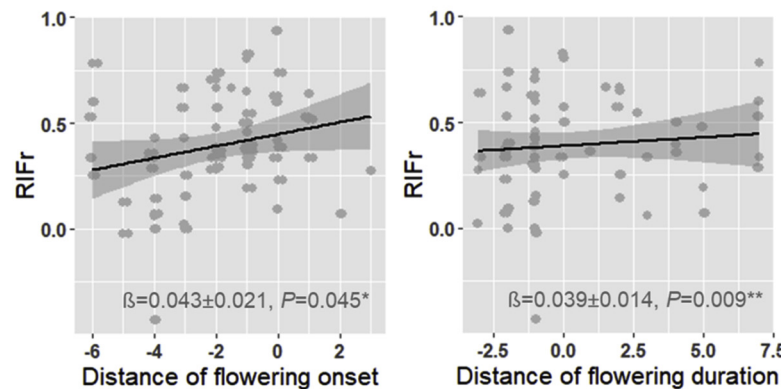 1.0
0.5
0.0
RIFr
ß=0.043±0.021, P=0.045*
-6 -4 -2 0 2
Distance of flowering onset
1.0
0.5
0.0
RIFr
ß=0.039±0.014, P=0.009**
-2.5 0.0 2.5 5.0 7.5
Distance of flowering duration